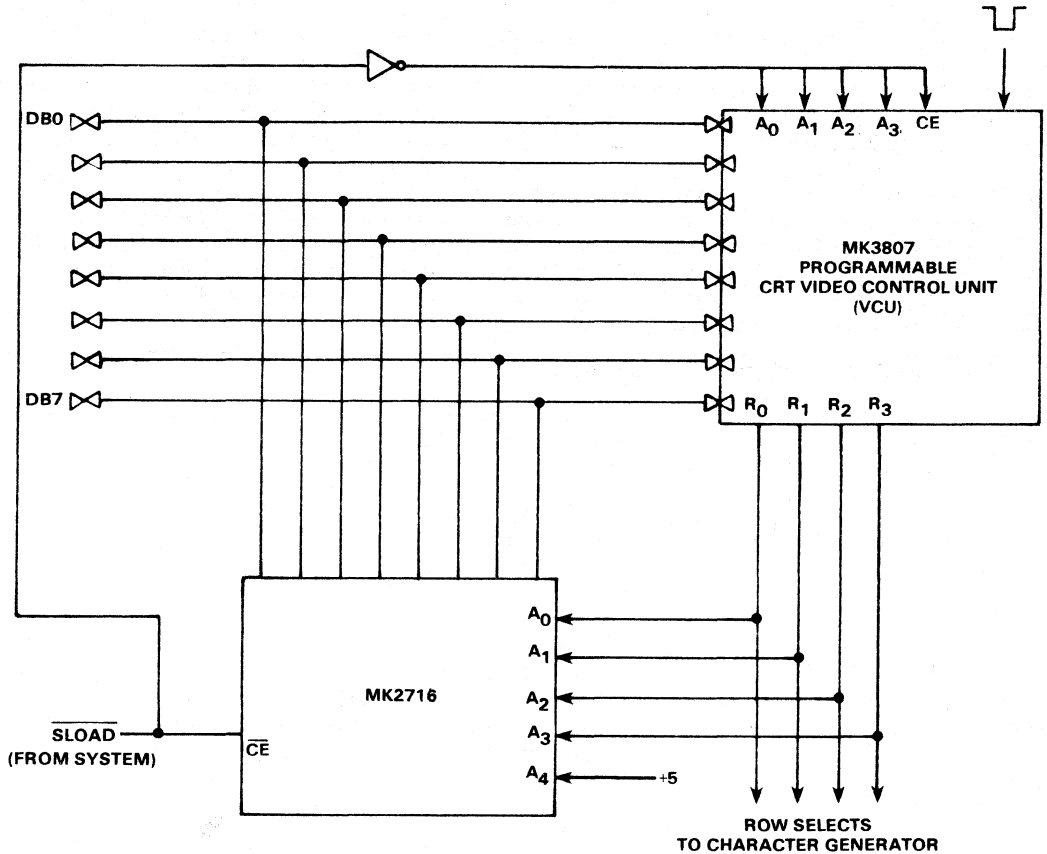 DB0
A0 A1 A2 A3 CE
MK3807
PROGRAMMABLE
CRT VIDEO CONTROL UNIT
(VCU)
DB7
R0 R1 R2 R3
A0
A1
MK2716
A2
SLOAD
(FROM SYSTEM)
CE
A3
A4
+5
ROW SELECTS
TO CHARACTER GENERATOR